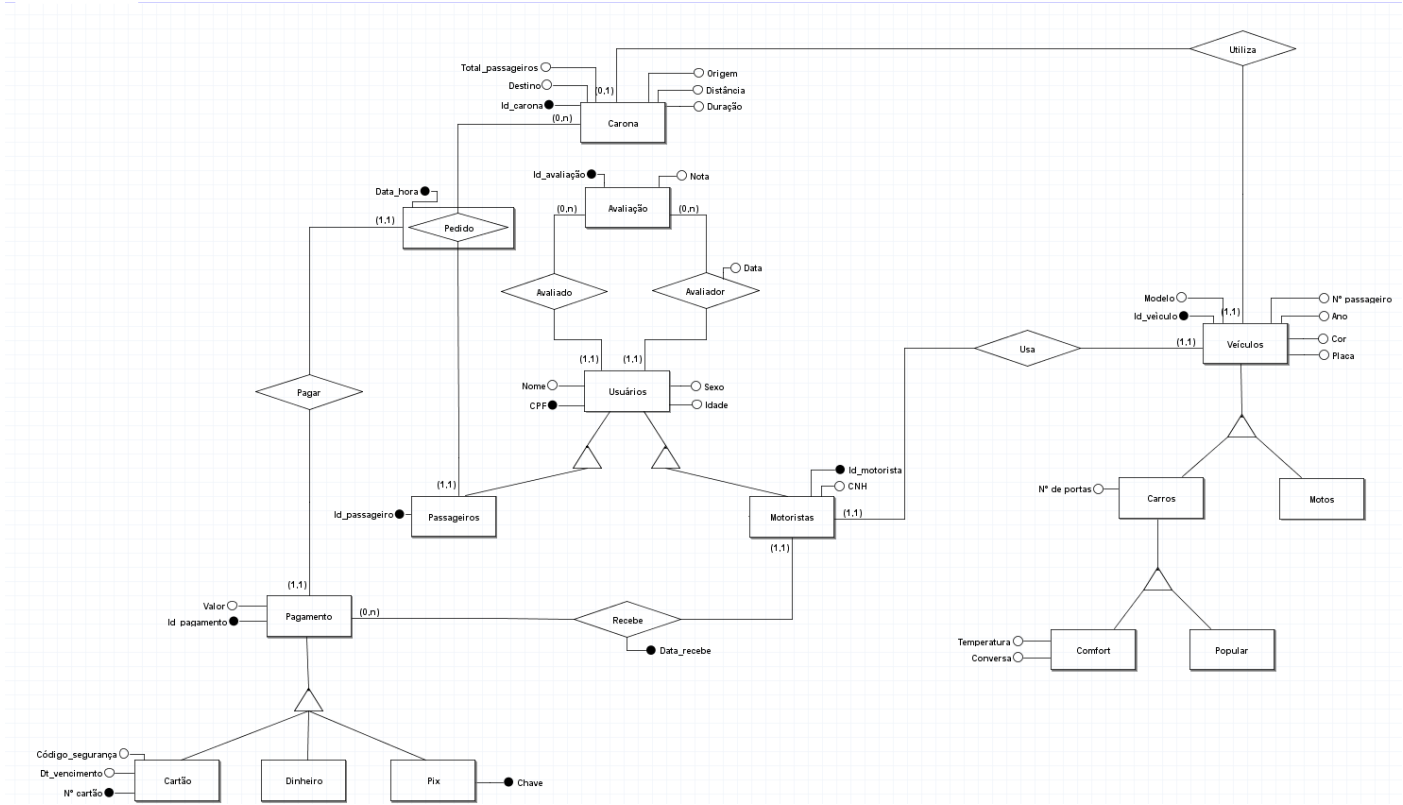 Utiliza
Total_passageiros
Origem
Destino
(0,1)
Distância
Id_carona
Duração
(0,n)
Carona
Id_avaliação
Nota
Data_hora
(0,n)
Avaliação
(0,n)
(1,1)
Pedido
Data
Avaliado
Avaliador
Modelo
N° passageiro
Id_veículo
(1,1)
Ano
(1,1)
Veículos
Cor
Placa
Usa
(1,1)
(1,1)
Nome
Usuários
Sexo
CPF
Idade
Pagar
Id_motorista
(1,1)
CNH
N° de portas
Carros
Motos
Id_passageiro
Passageiros
Motoristas
(1,1)
(1,1)
(1,1)
Valor
Pagamento
(0,n)
Id_pagamento
Recebe
Data_recebe
Temperatura
Comfort
Popular
Conversa
Código_segurança
Dt_vencimento
Cartão
Dinheiro
Pix
Chave
N° cartão